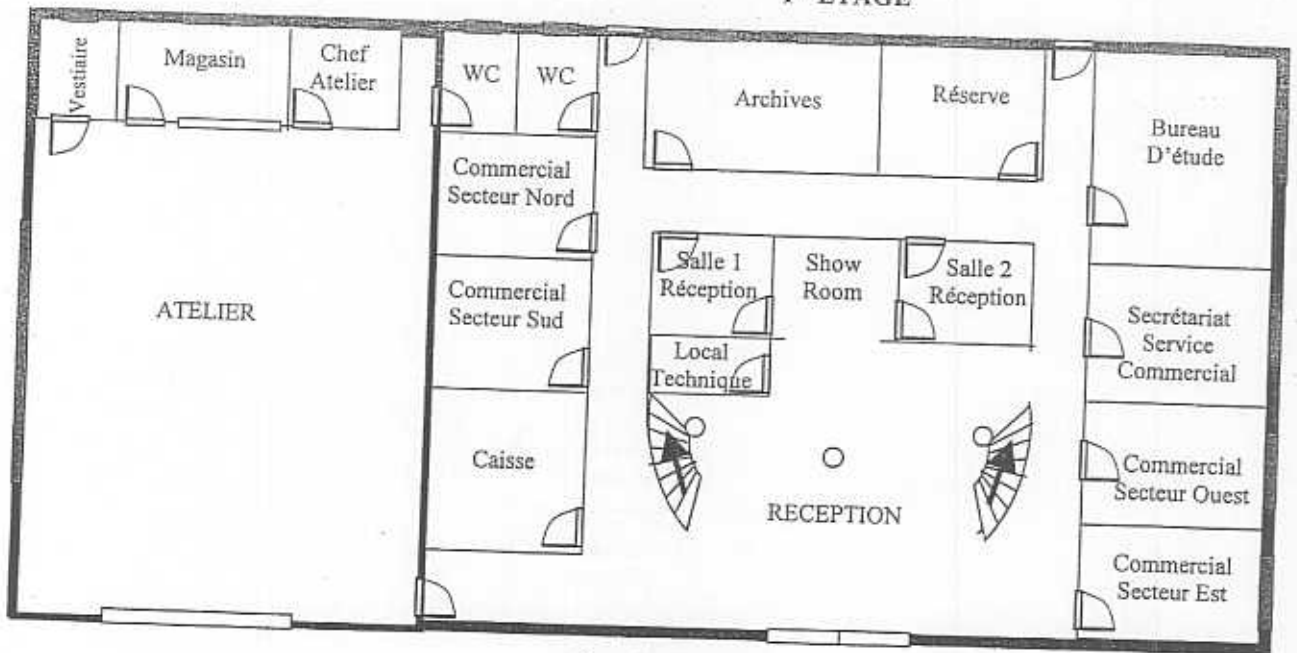 ETAGE
Vestiaire
Magasin
Chef
Atelier
WC
WC
Archives
Réserve
Bureau
D'étude
Commercial
Secteur Nord
Commercial
Secteur Sud
Salle 1
Réception
Show
Room
Salle 2
Réception
ATELIER
Local
Technique
Secrétariat
Service
Commercial
Caisse
RECEPTION
Commercial
Secteur Ouest
Commercial
Secteur Est